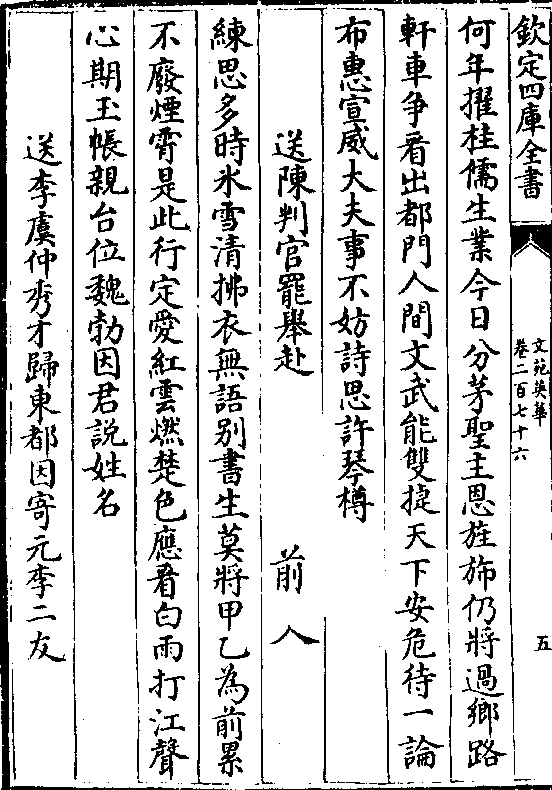 欽定四庫全書
文苑英華
卷二百七十六
五
何年擢桂儒生業今日分茅聖主恩旌斾仍將過鄉路
軒車爭看出都門人間文武能雙捷天下安危待一論
布惠宣威大夫事不妨詩思許琴樽
送陳判官罷舉赴　前人
練思多時氷雪清拂衣無語别書生莫將甲乙為前累
不廢煙霄是此行定愛紅雲燃楚色應看白雨打江聲
心期玉帳親台位魏勃因君說姓名
送李虞仲秀才歸東都因寄元李二友